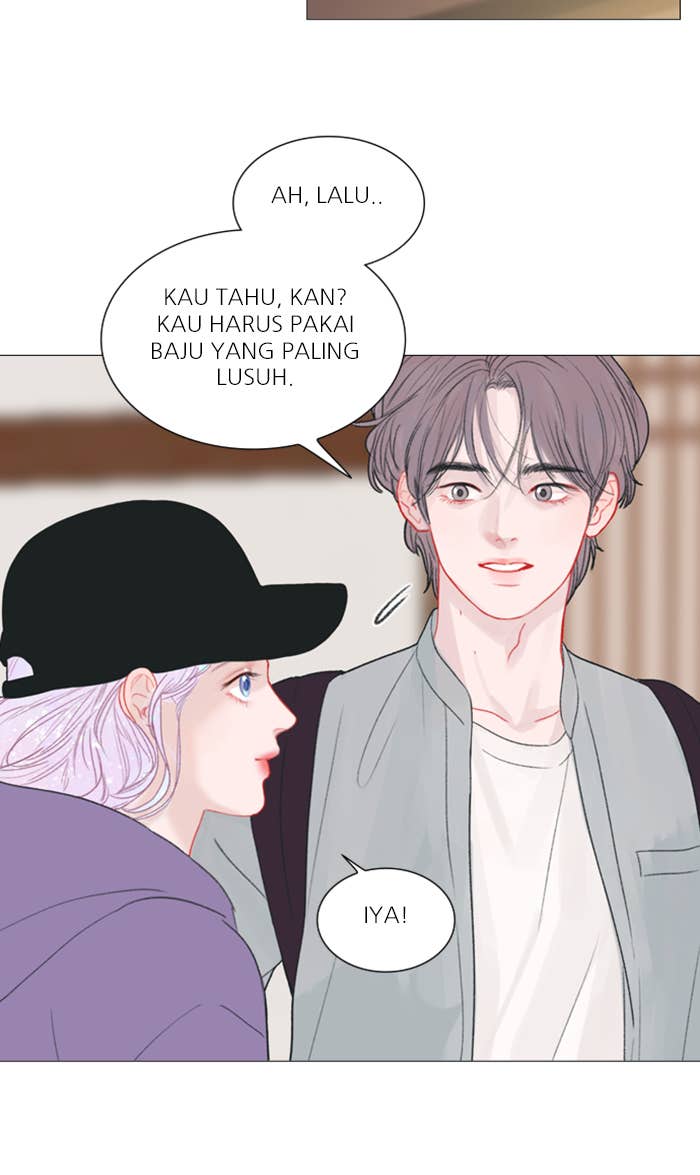 AH, LALU..
KAU TAHU, KAN?
KAU HARUS PAKAI
BAJU YANG PALING
LUSUH.
IYA!